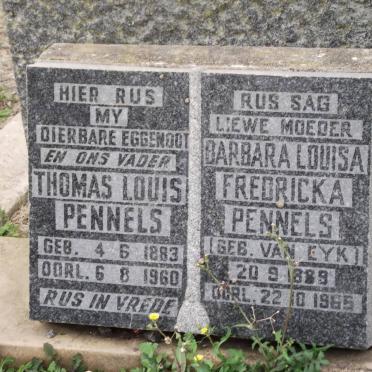 HIER RUS
MY
DIERBARE EGGENOOT
EN ONS VADER
THOMAS LOUIS
PENNELS
GEB. 4·6·1883
OORL. 6·8·1960
RUS IN VREDE
RUS SAG
LIEWE MOEDER
BARBARA LOUISA
FREDRICKA
PENNELS
(GEB. VAN EYK)
20·9·1889
OORL. 22·10·1965